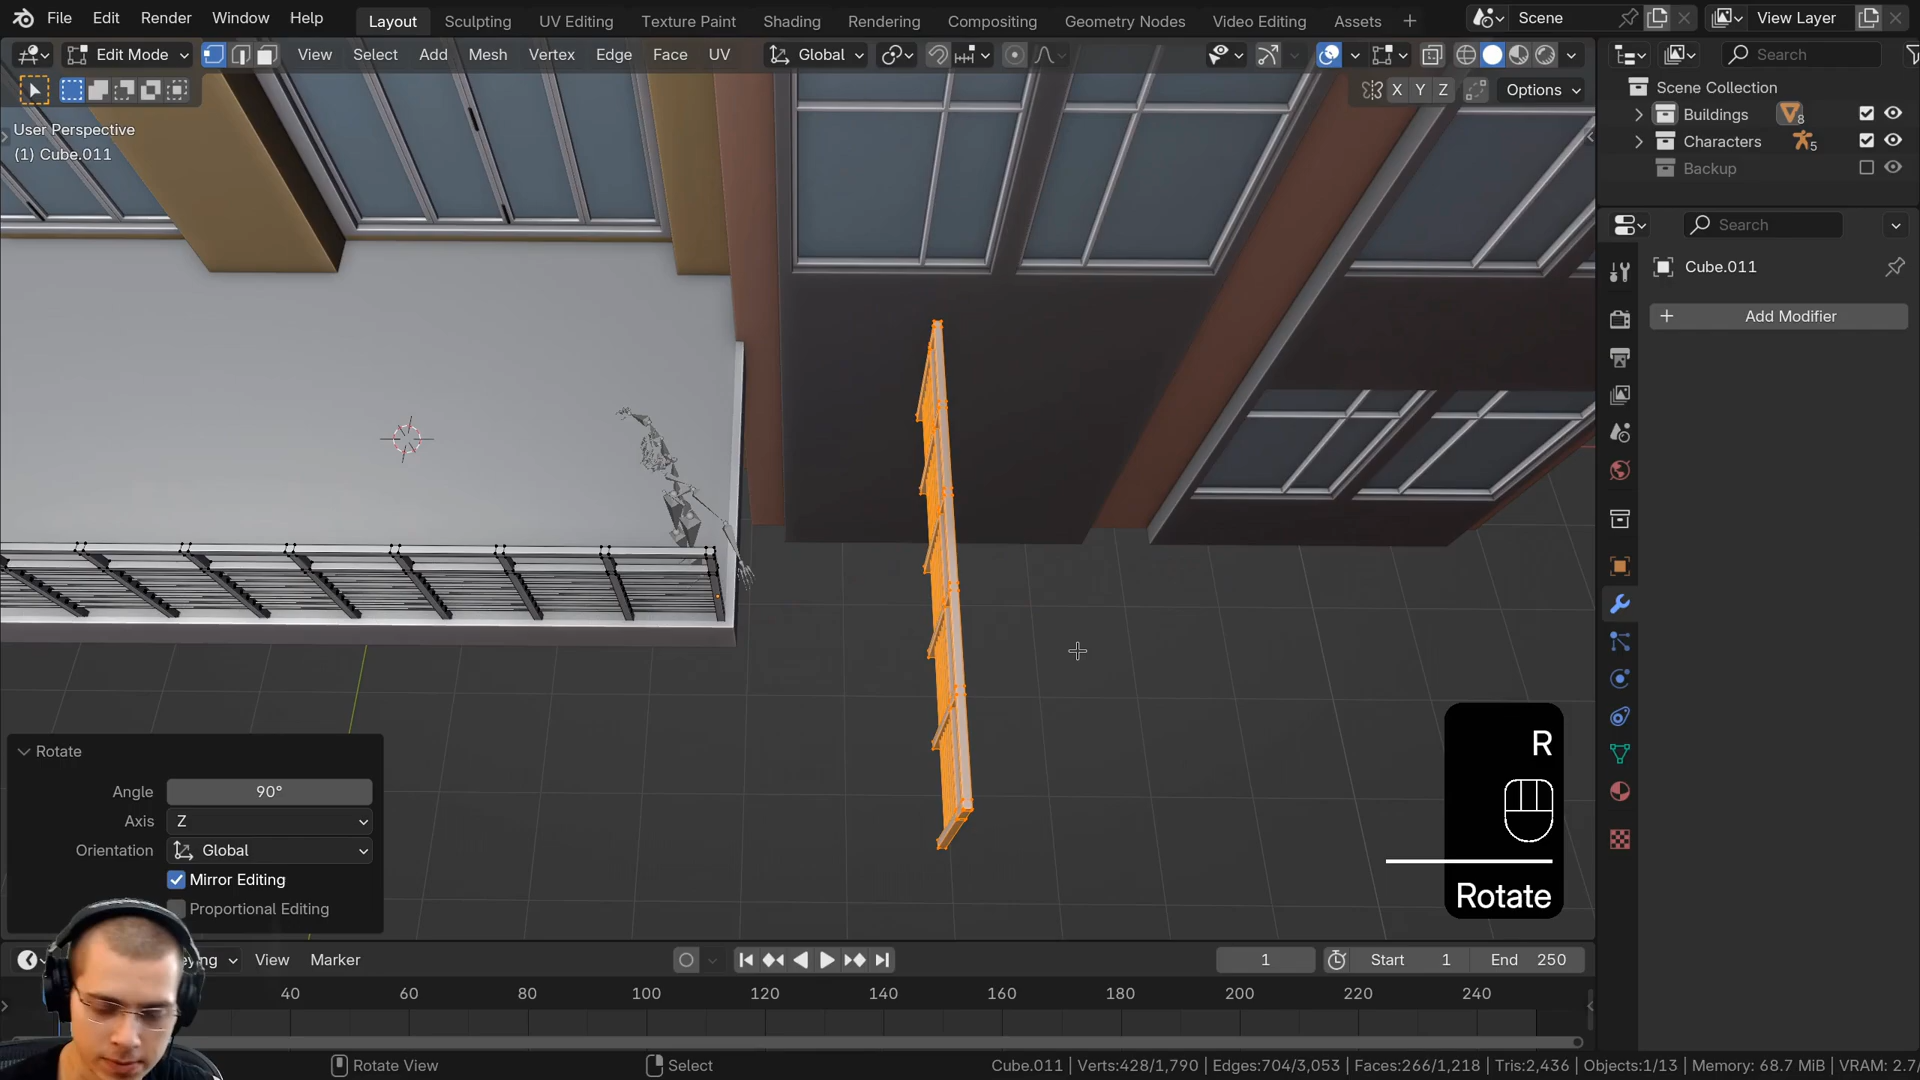 File Edit Render Window Help Layout Sculpting UV Editing Texture Paint Shading Rendering Compositing Geometry Nodes Video Editing Assets Scene View Layer
Edit Mode View Select Add Mesh Vertex Edge Face UV Global Search
X Y Z Options
User Perspective
(1) Cube.011
Scene Collection
Buildings 8
Characters 5
Backup
Search
Cube.011
Add Modifier
R
Rotate
Rotate
Angle 90°
Axis Z
Orientation Global
Mirror Editing
Proportional Editing
View Marker 1 Start 1 End 250
40 60 80 100 120 140 160 180 200 220 240
Rotate View Select Cube.011 | Verts:428/1,790 | Edges:704/3,053 | Faces:266/1,218 | Tris:2,436 | Objects:1/13 | Memory: 68.7 MiB | VRAM: 2.7/